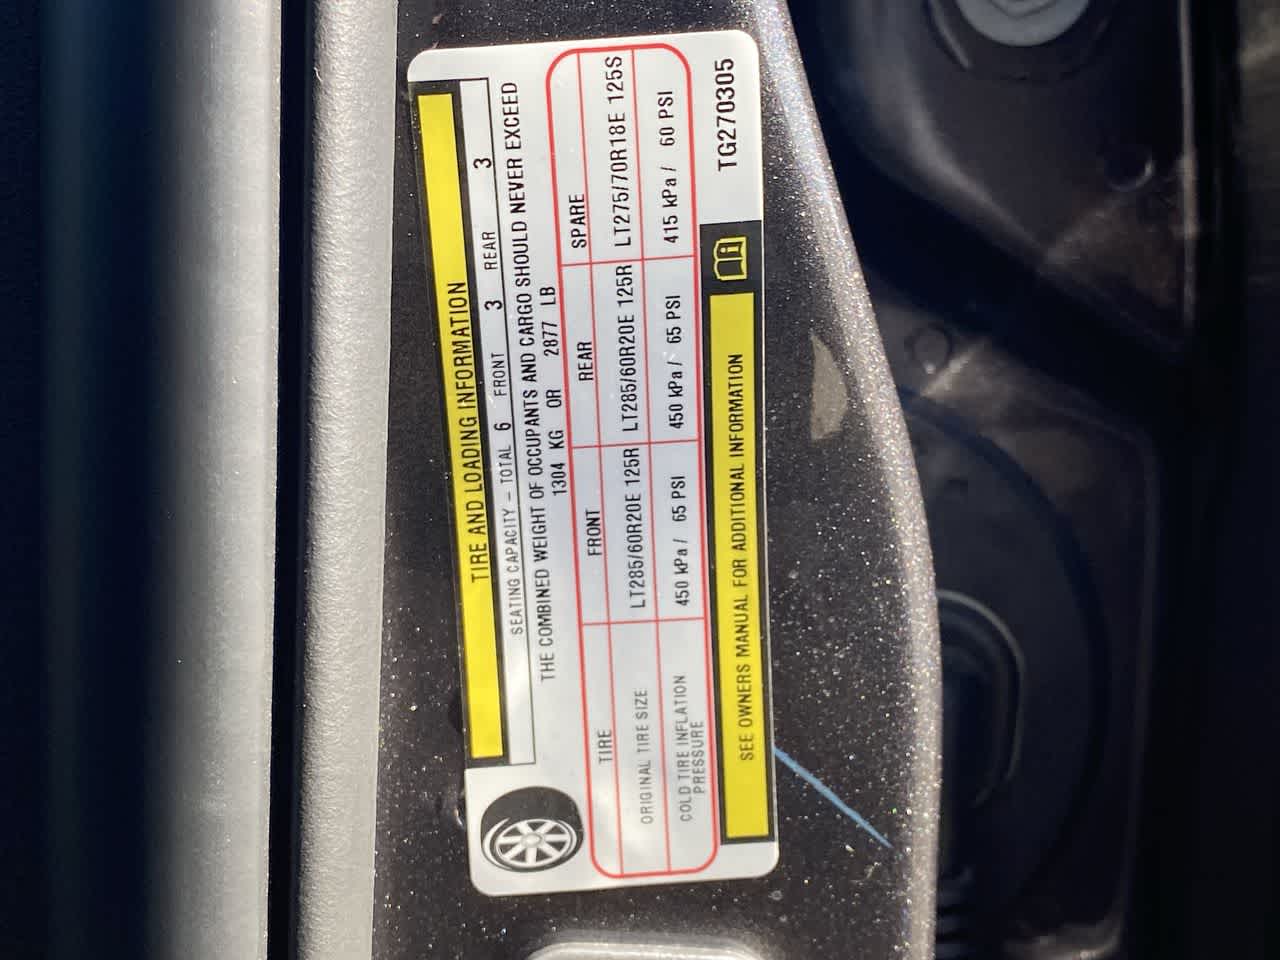 TIRE AND LOADING INFORMATION
SEATING CAPACITY – TOTAL 6 FRONT 3 REAR 3
THE COMBINED WEIGHT OF OCCUPANTS AND CARGO SHOULD NEVER EXCEED
1304 KG OR 2877 LB
TIRE FRONT REAR SPARE
ORIGINAL TIRE SIZE LT285/60R20E 125R LT285/60R20E 125R LT275/70R18E 125S
COLD TIRE INFLATION
PRESSURE 450 kPa / 65 PSI 450 kPa / 65 PSI 415 kPa / 60 PSI
SEE OWNERS MANUAL FOR ADDITIONAL INFORMATION
TG270305